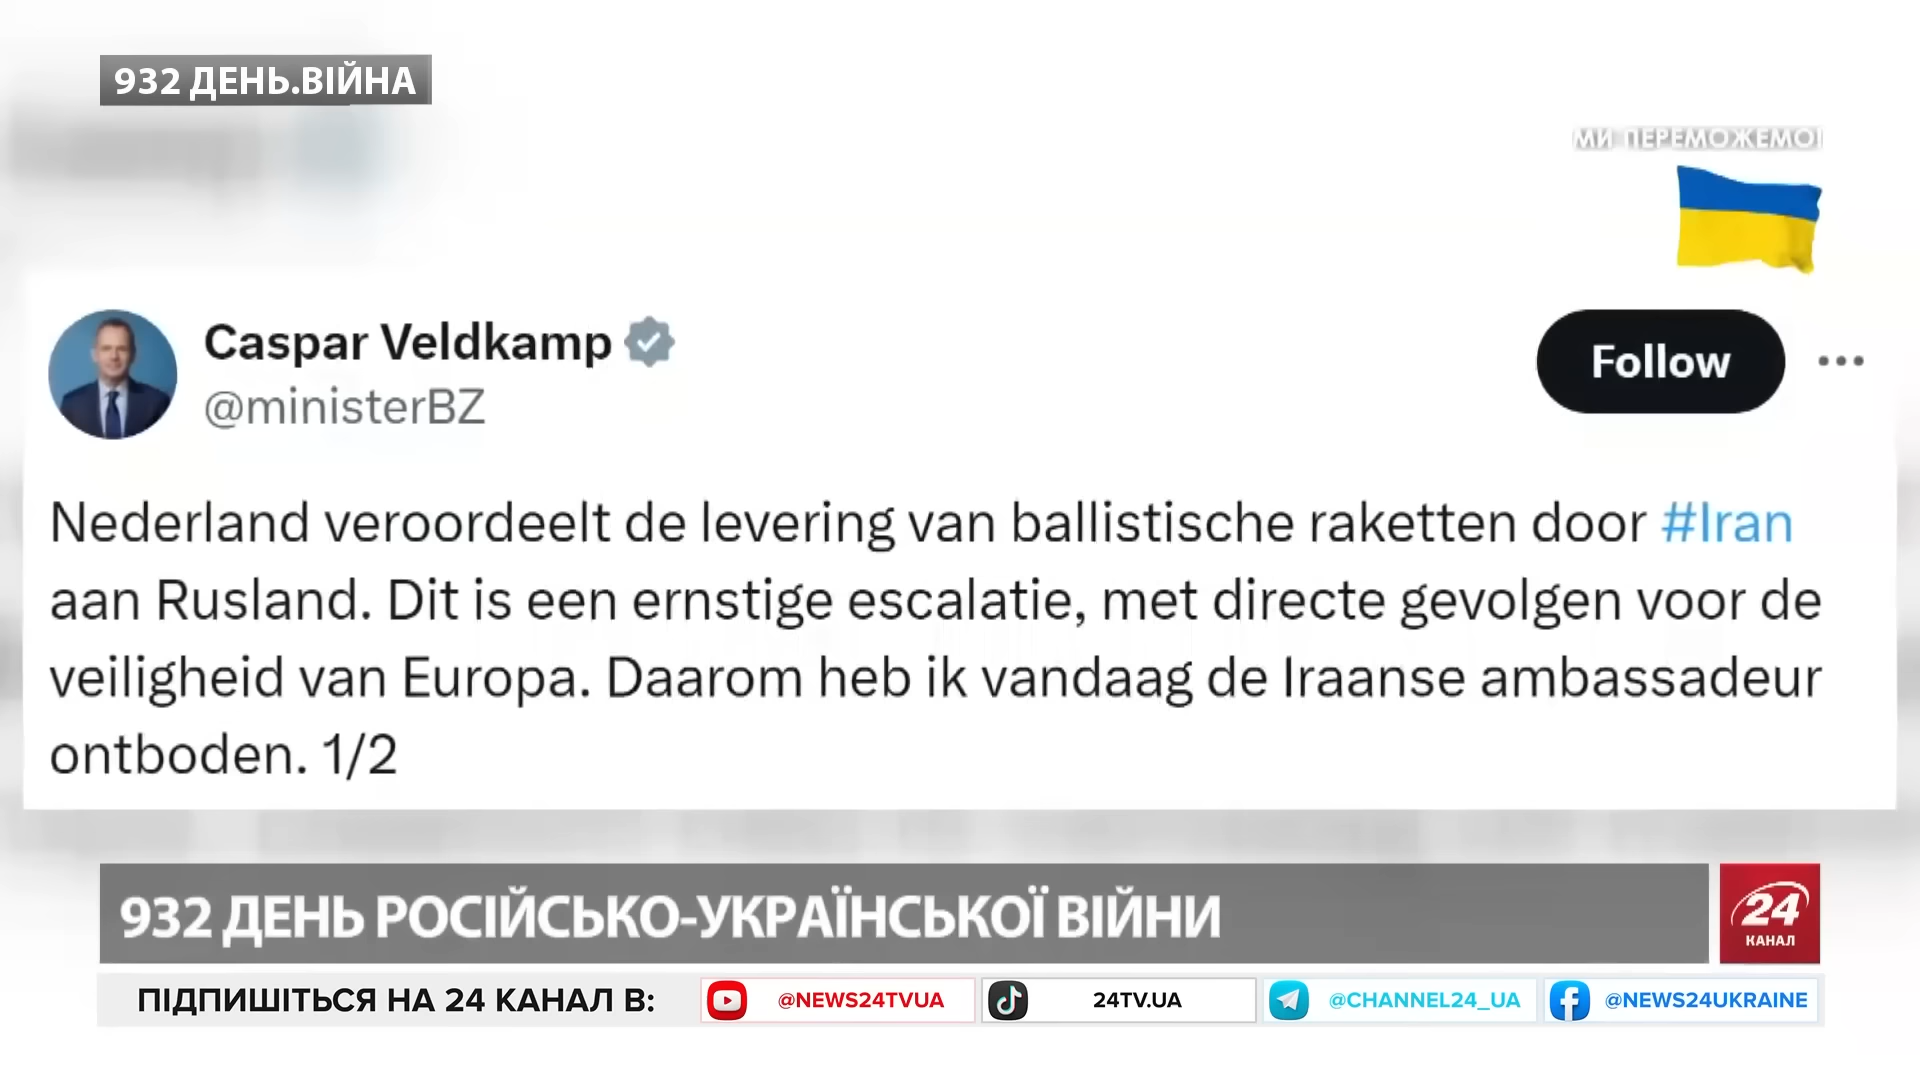 932 ДЕНЬ.ВІЙНА
МИ ПЕРЕМОЖЕМО!
Caspar Veldkamp
@ministerBZ
Follow
Nederland veroordeelt de levering van ballistische raketten door #Iran
aan Rusland. Dit is een ernstige escalatie, met directe gevolgen voor de
veiligheid van Europa. Daarom heb ik vandaag de Iraanse ambassadeur
ontboden. 1/2
932 ДЕНЬ РОСІЙСЬКО-УКРАЇНСЬКОЇ ВІЙНИ
24
КАНАЛ
ПІДПИШІТЬСЯ НА 24 КАНАЛ В:
@NEWS24TVUA
24TV.UA
@CHANNEL24_UA
@NEWS24UKRAINE